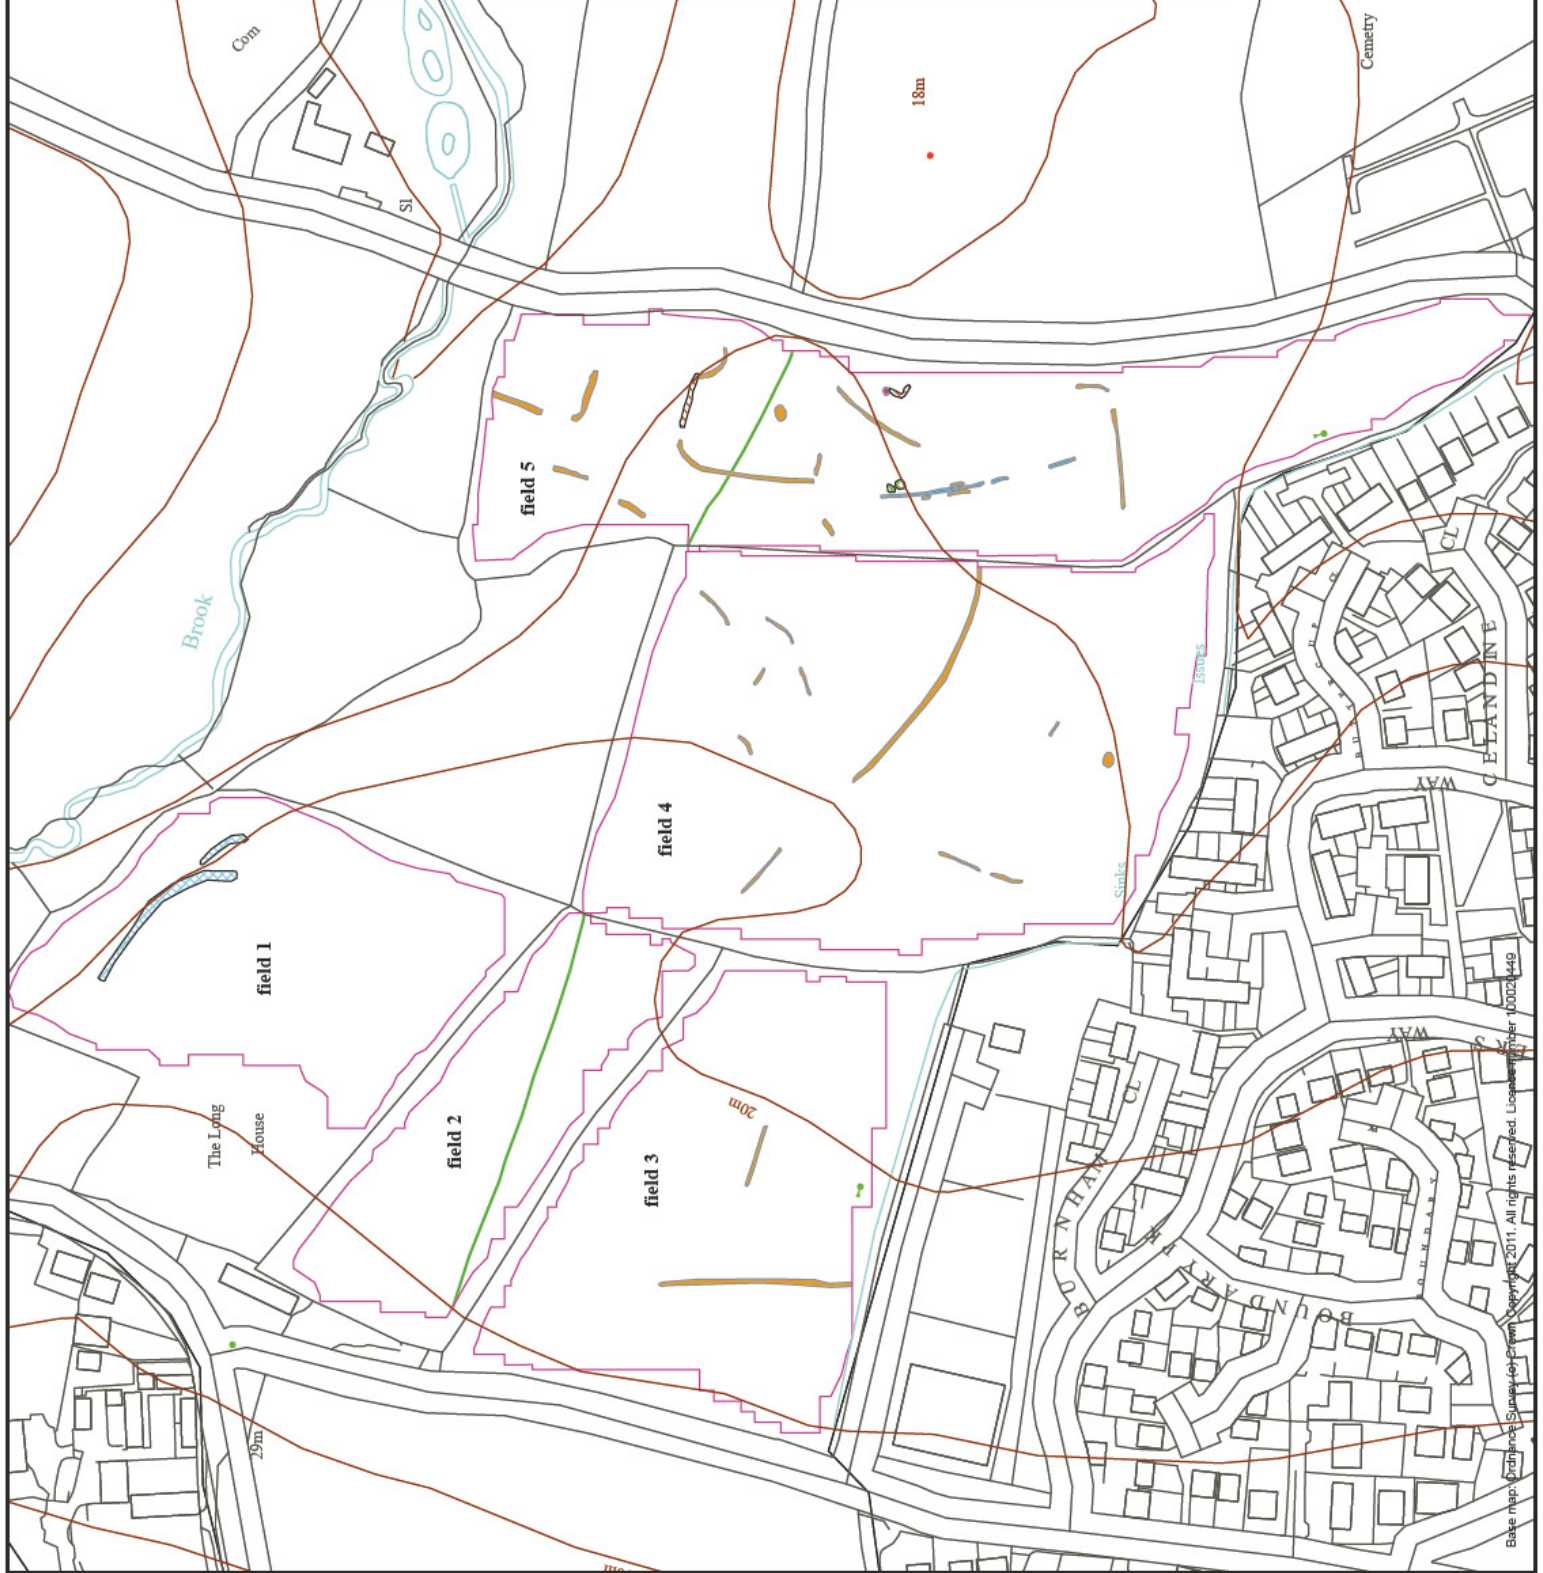 Com
Sl
18m
Cemetry
Brook
field 5
Issues
field 4
Sinks
field 1
field 2
field 3
The Long
House
20m
29m
CL
CELANDINE
WAY
WAY
CL
BURNHAM
BOUNDARY
PK
BOUNDARY
Base map: Ordnance Survey (c) Crown Copyright 2011. All rights reserved. Licence number 100020449